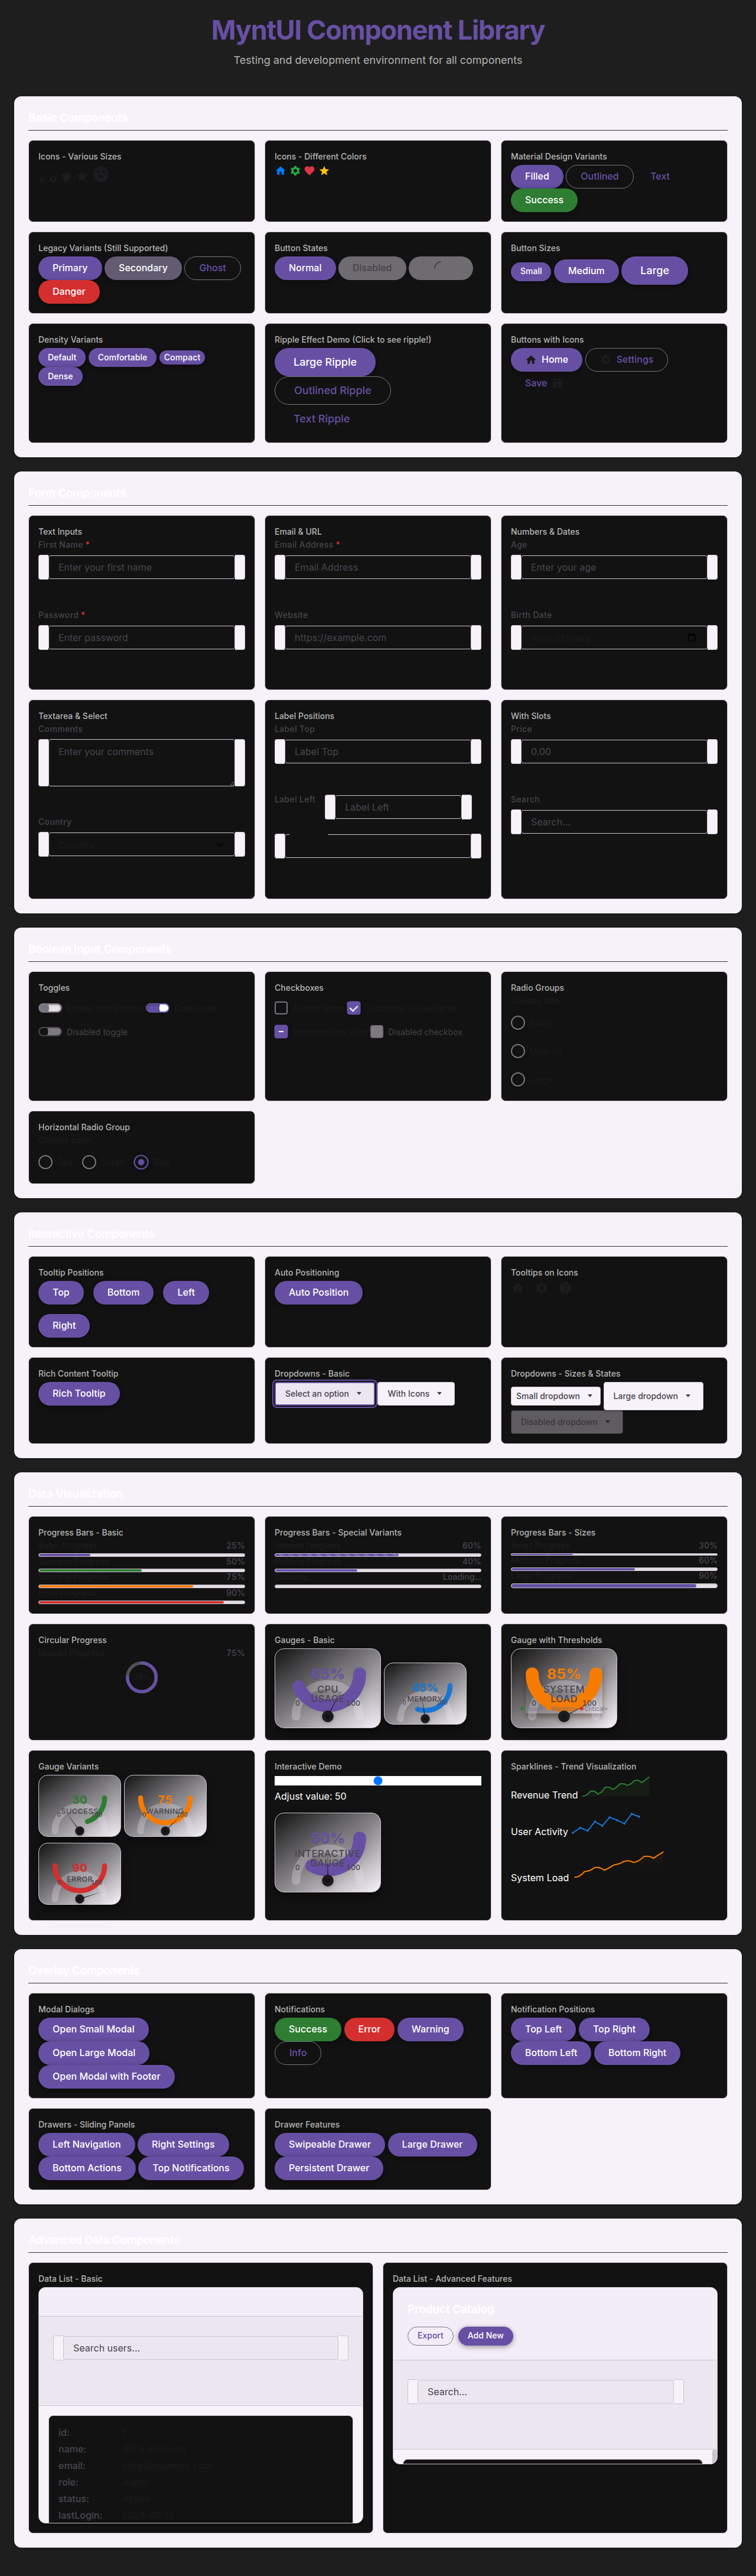 MyntUI Component Library
Testing and development environment for all components
Basic Components
Icons - Various Sizes
Icons - Different Colors
Material Design Variants
Filled
Outlined
Text
Success
Legacy Variants (Still Supported)
Primary
Secondary
Ghost
Danger
Button States
Normal
Disabled
Button Sizes
Small
Medium
Large
Density Variants
Default
Comfortable
Compact
Dense
Ripple Effect Demo (Click to see ripple!)
Large Ripple
Outlined Ripple
Text Ripple
Buttons with Icons
Home
Settings
Save
Form Components
Text Inputs
First Name *
Enter your first name
Password *
Enter password
Email & URL
Email Address *
Email Address
Website
https://example.com
Numbers & Dates
Age
Enter your age
Birth Date
Textarea & Select
Comments
Enter your comments
Country
Country
Label Positions
Label Top
Label Top
Label Left
Label Left
With Slots
Price
0.00
Search
Search...
Boolean Input Components
Toggles
Disabled toggle
Checkboxes
Disabled checkbox
Radio Groups
Horizontal Radio Group
Interactive Components
Tooltip Positions
Top
Bottom
Left
Right
Auto Positioning
Auto Position
Tooltips on Icons
Rich Content Tooltip
Rich Tooltip
Dropdowns - Basic
Select an option
With Icons
Dropdowns - Sizes & States
Small dropdown
Large dropdown
Disabled dropdown
Data Visualization
Progress Bars - Basic
25%
50%
75%
90%
Progress Bars - Special Variants
60%
40%
Loading...
Progress Bars - Sizes
30%
60%
90%
Circular Progress
75%
Gauges - Basic
65%
CPU
USAGE
0
100
85%
MEMORY
Gauge with Thresholds
85%
SYSTEM
LOAD
0
100
Gauge Variants
30
SUCCESS
75
WARNING
90
ERROR
Interactive Demo
Adjust value: 50
50%
INTERACTIVE
GAUGE
0
100
Sparklines - Trend Visualization
Revenue Trend
User Activity
System Load
Overlay Components
Modal Dialogs
Open Small Modal
Open Large Modal
Open Modal with Footer
Notifications
Success
Error
Warning
Info
Notification Positions
Top Left
Top Right
Bottom Left
Bottom Right
Drawers - Sliding Panels
Left Navigation
Right Settings
Bottom Actions
Top Notifications
Drawer Features
Swipeable Drawer
Large Drawer
Persistent Drawer
Advanced Data Components
Data List - Basic
Search users...
id:
name:
email:
role:
status:
lastLogin:
Data List - Advanced Features
Product Catalog
Export
Add New
Search...